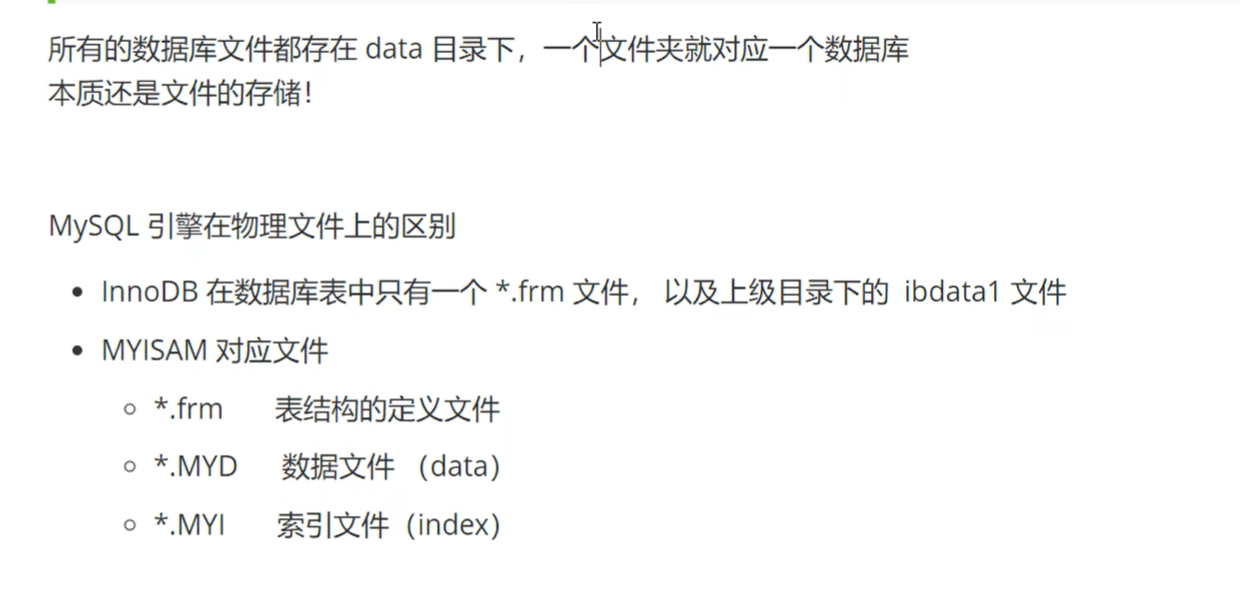 所有的数据库文件都存在 data 目录下，一个文件夹就对应一个数据库
本质还是文件的存储！
MySQL 引擎在物理文件上的区别
InnoDB 在数据库表中只有一个 *.frm 文件， 以及上级目录下的 ibdata1 文件
MYISAM 对应文件
*.frm 表结构的定义文件
*.MYD 数据文件 （data）
*.MYI 索引文件（index）